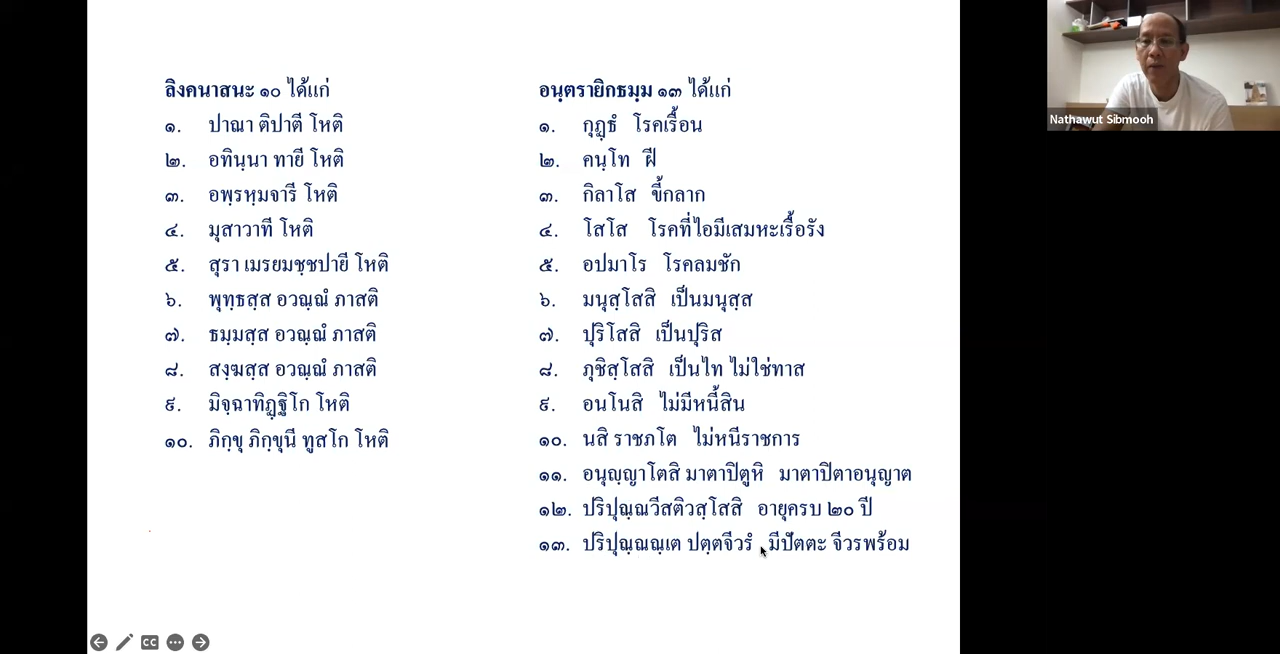 ลิงคนาสนะ ๑๐ ได้แก่
๑. ปาณา ติปาตี โหติ
๒. อทินฺนา ทายี โหติ
๓. อพฺรหฺมจารี โหติ
๔. มุสาวาที โหติ
๕. สุรา เมรยมชฺชปายี โหติ
๖. พุทฺธสฺส อวณฺณํ ภาสติ
๗. ธมฺมสฺส อวณฺณํ ภาสติ
๘. สงฺฆสฺส อวณฺณํ ภาสติ
๙. มิจฺฉาทิฏฺฐิโก โหติ
๑๐. ภิกฺขุ ภิกฺขุนี ทูสโก โหติ
อนฺตรายิกธมฺม ๑๓ ได้แก่
๑. กุฏฺฐํ โรคเรื้อน
๒. คนฺโท ฝี
๓. กิลาโส ขี้กลาก
๔. โสโส โรคที่ไอมีเสมหะเรื้อรัง
๕. อปมาโร โรคลมชัก
๖. มนุสฺโสสิ เป็นมนุสฺส
๗. ปุริโสสิ เป็นปุริส
๘. ภุชิสฺโสสิ เป็นไท ไม่ใช่ทาส
๙. อนโนสิ ไม่มีหนี้สิน
๑๐. นสิ ราชภโต ไม่หนีราชการ
๑๑. อนุญฺญาโตสิ มาตาปิตูหิ มาตาปิตาอนุญาต
๑๒. ปริปุณฺณวีสติวสฺโสสิ อายุครบ ๒๐ ปี
๑๓. ปริปุณฺณณฺเต ปตฺตจีวรํ มีปัตตะ จีวรพร้อม
Nathawut Sibmooh
CC